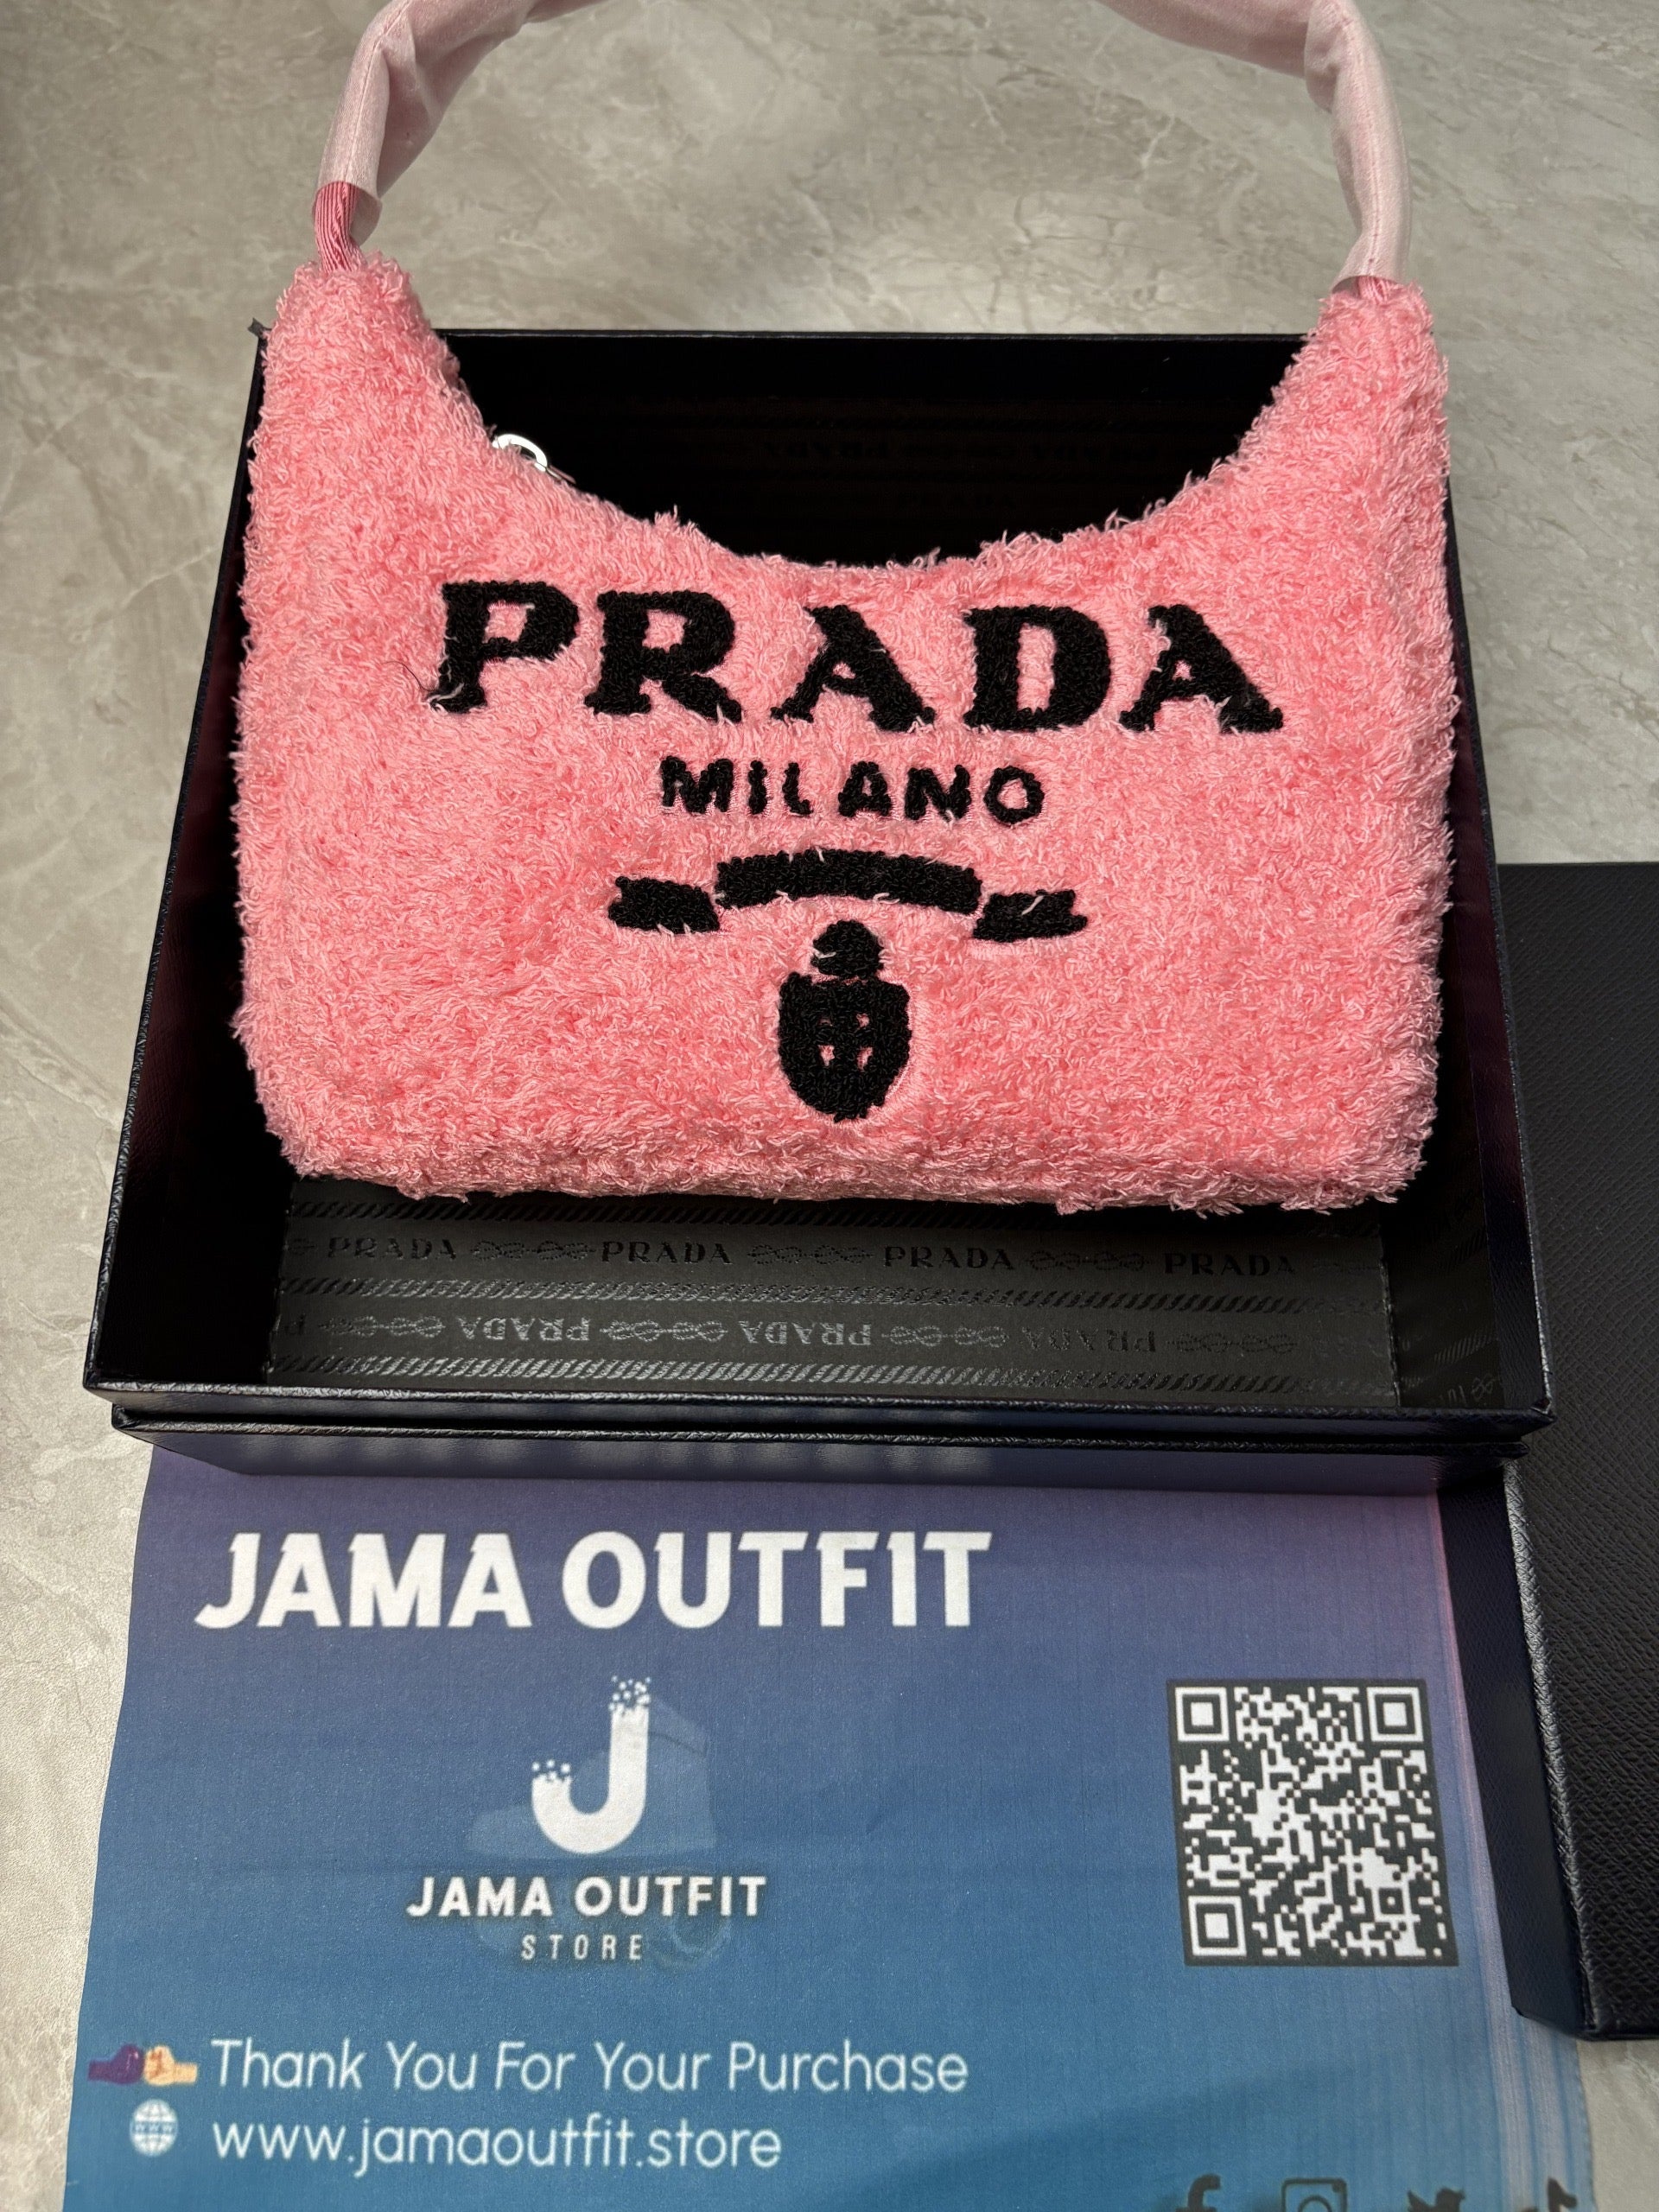 PRADA
MILANO
PRADA PRADA PRADA PRADA
PRADA PRADA PRADA
JAMA OUTFIT
JAMA OUTFIT
STORE
Thank You For Your Purchase
www.jamaoutfit.store